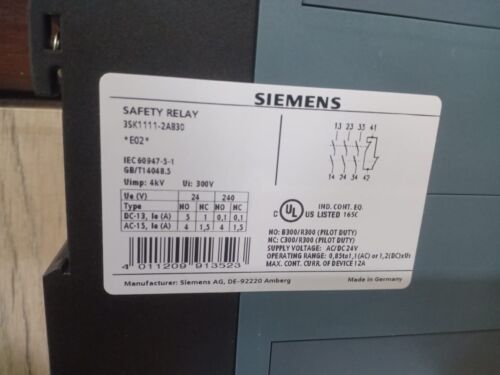 SIEMENS
SAFETY RELAY
3SK1111-2AB30
*E02*
13 23 33 41
14 24 34 42
IEC 60947-5-1
GB/T14048.5
Uimp: 4kV Ui: 300V
Ue (V) 24 240
Type NO NC NO NC
DC-13, Ie (A) 5 1 0,1 0,1
AC-15, Ie (A) 4 1,5 4 1,5
4 011209 913523
C UL US LISTED 165C
IND. CONT. EQ.
NO: B300/R300 (PILOT DUTY)
NC: C300/R300 (PILOT DUTY)
SUPPLY VOLTAGE: AC/DC 24V
OPERATING RANGE: 0,85to1,1(AC) or 1,2(DC)xUs
MAX. CONT. CURR. OF DEVICE 12A
Manufacturer: Siemens AG, DE-92220 Amberg
Made in Germany